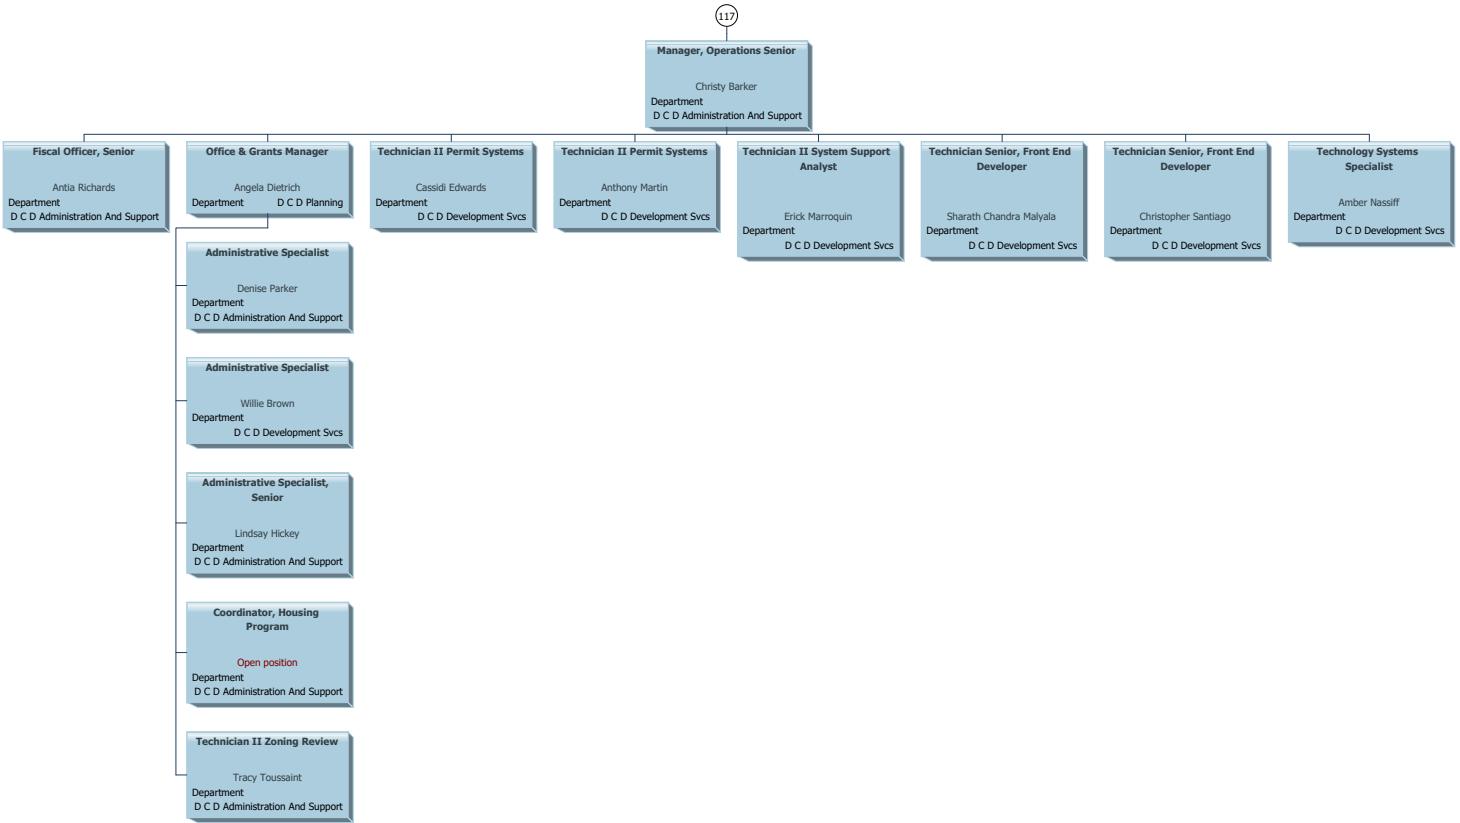 117
Manager, Operations Senior
Christy Barker
Department
D C D Administration And Support
Fiscal Officer, Senior
Antia Richards
Department
D C D Administration And Support
Office & Grants Manager
Angela Dietrich
Department D C D Planning
Technician II Permit Systems
Cassidi Edwards
Department
D C D Development Svcs
Technician II Permit Systems
Anthony Martin
Department
D C D Development Svcs
Technician II System Support
Analyst
Erick Marroquin
Department
D C D Development Svcs
Technician Senior, Front End
Developer
Sharath Chandra Malyala
Department
D C D Development Svcs
Technician Senior, Front End
Developer
Christopher Santiago
Department
D C D Development Svcs
Technology Systems
Specialist
Amber Nassiff
Department
D C D Development Svcs
Administrative Specialist
Denise Parker
Department
D C D Administration And Support
Administrative Specialist
Willie Brown
Department
D C D Development Svcs
Administrative Specialist,
Senior
Lindsay Hickey
Department
D C D Administration And Support
Coordinator, Housing
Program
Open position
Department
D C D Administration And Support
Technician II Zoning Review
Tracy Toussaint
Department
D C D Administration And Support